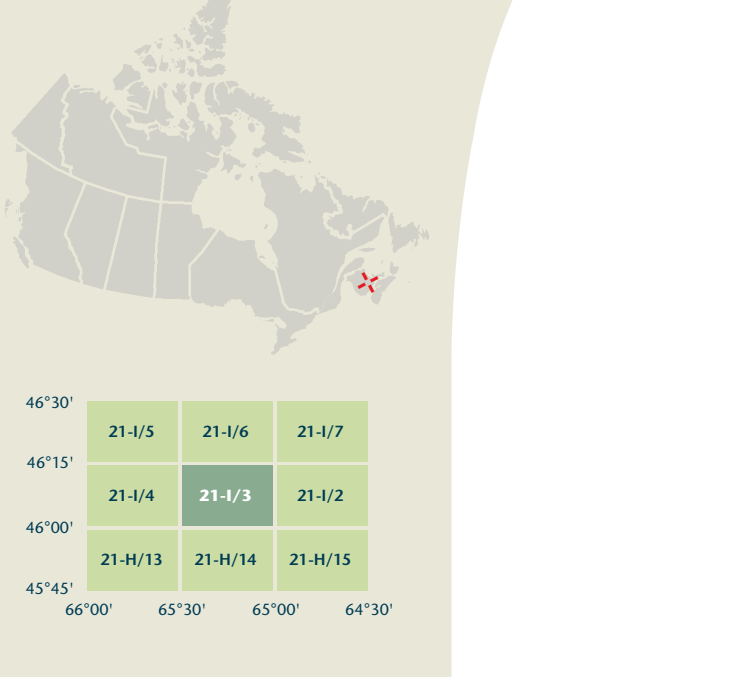 46°30'
21-I/5 21-I/6 21-I/7
46°15'
21-I/4 21-I/3 21-I/2
46°00'
21-H/13 21-H/14 21-H/15
45°45'
66°00' 65°30' 65°00' 64°30'